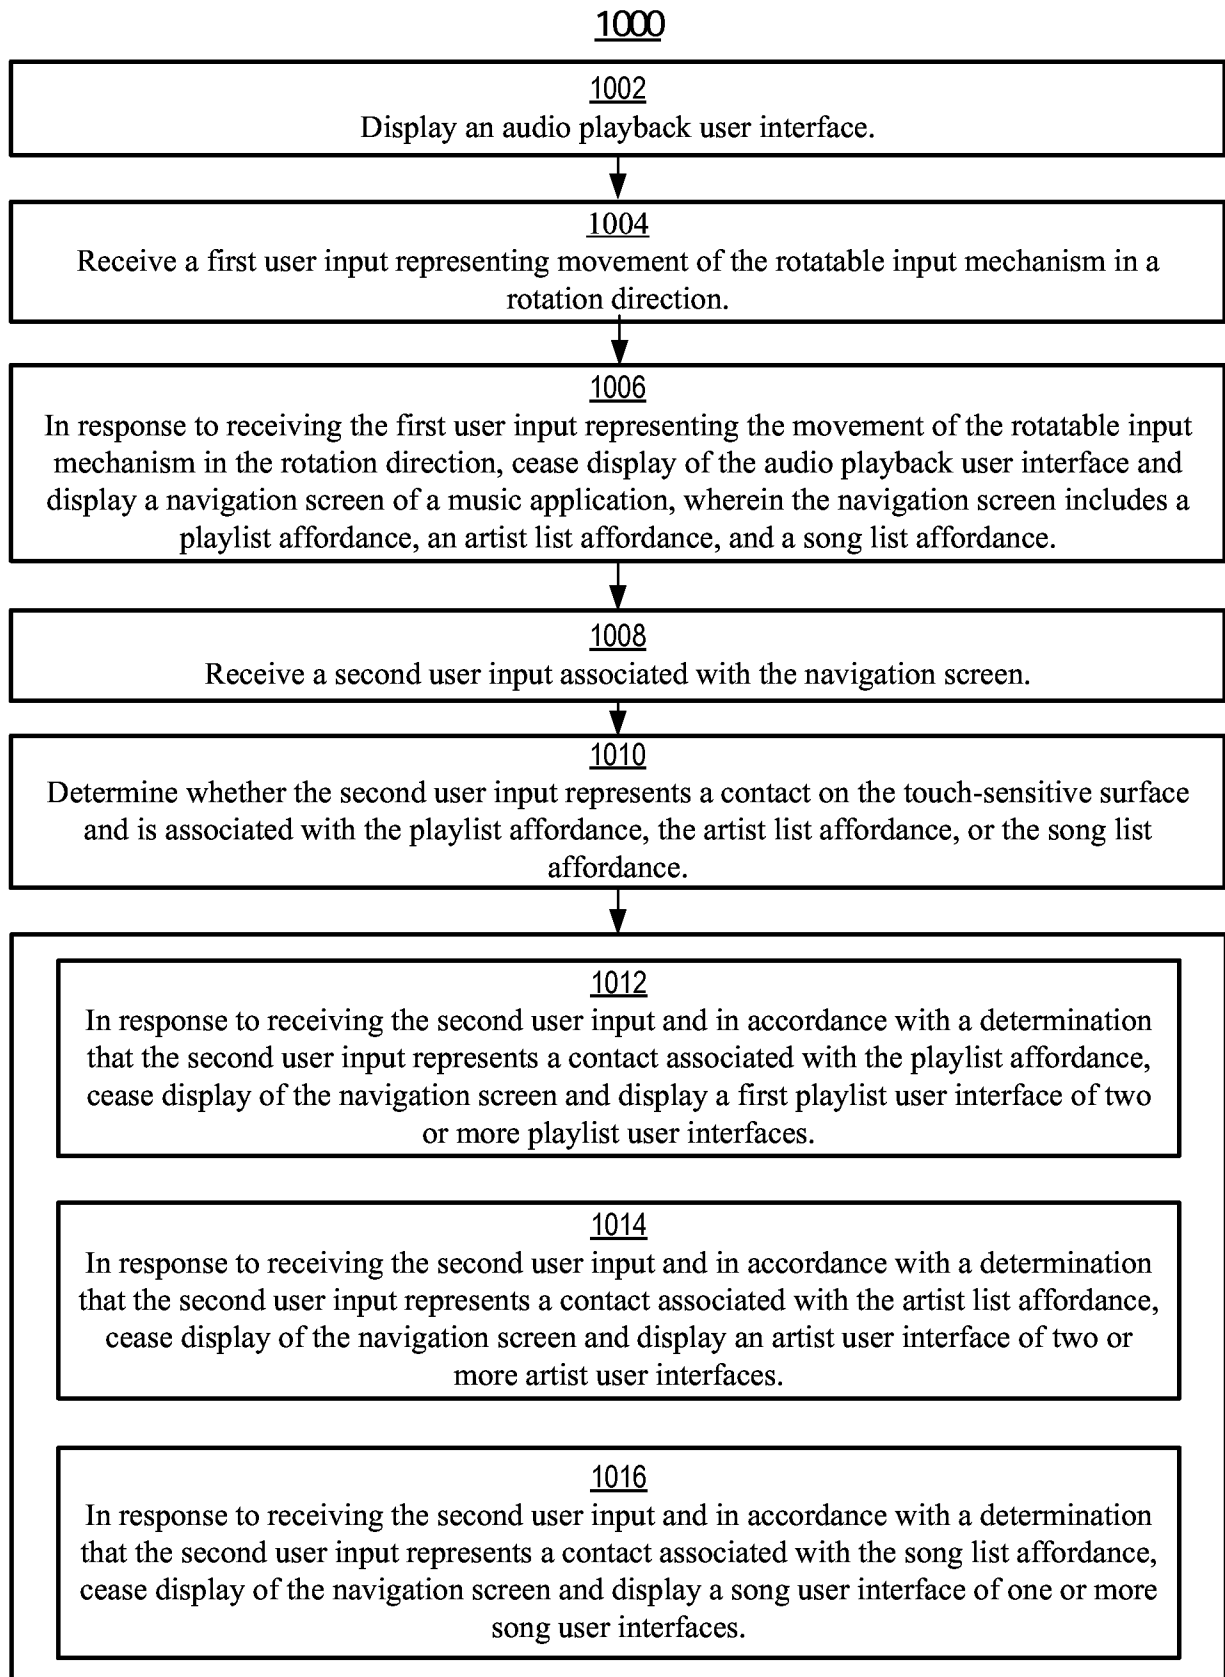 1000
1002
Display an audio playback user interface.
1004
Receive a first user input representing movement of the rotatable input mechanism in a
rotation direction.
1006
In response to receiving the first user input representing the movement of the rotatable input
mechanism in the rotation direction, cease display of the audio playback user interface and
display a navigation screen of a music application, wherein the navigation screen includes a
playlist affordance, an artist list affordance, and a song list affordance.
1008
Receive a second user input associated with the navigation screen.
1010
Determine whether the second user input represents a contact on the touch-sensitive surface
and is associated with the playlist affordance, the artist list affordance, or the song list
affordance.
1012
In response to receiving the second user input and in accordance with a determination
that the second user input represents a contact associated with the playlist affordance,
cease display of the navigation screen and display a first playlist user interface of two
or more playlist user interfaces.
1014
In response to receiving the second user input and in accordance with a determination
that the second user input represents a contact associated with the artist list affordance,
cease display of the navigation screen and display an artist user interface of two or
more artist user interfaces.
1016
In response to receiving the second user input and in accordance with a determination
that the second user input represents a contact associated with the song list affordance,
cease display of the navigation screen and display a song user interface of one or more
song user interfaces.